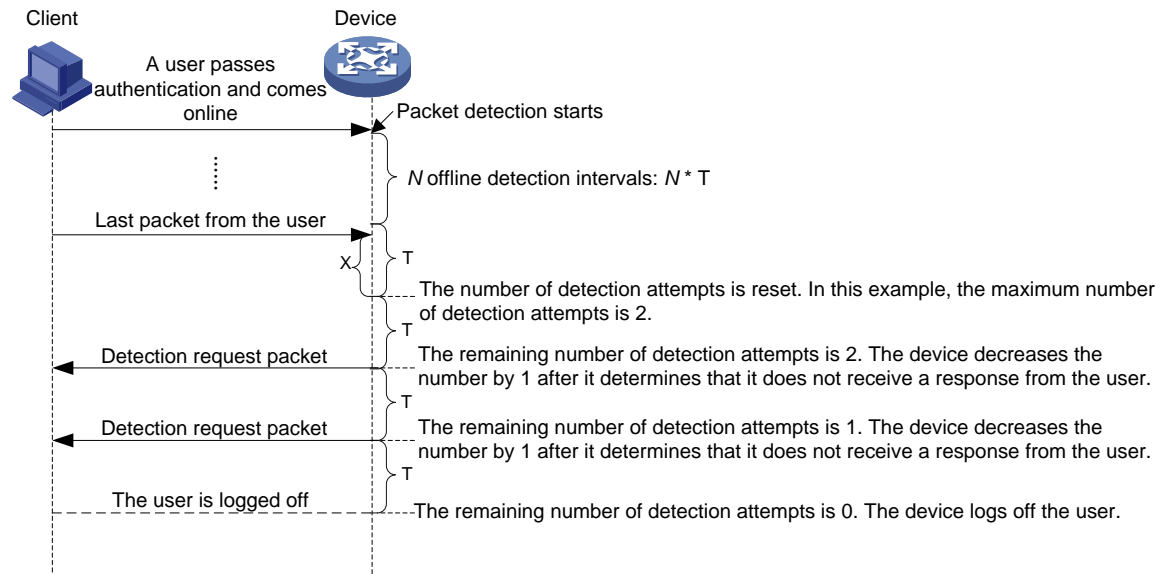 Client
Device
A user passes
authentication and comes
online
Packet detection starts
N offline detection intervals: N * T
Last packet from the user
X
T
The number of detection attempts is reset. In this example, the maximum number
of detection attempts is 2.
T
Detection request packet
The remaining number of detection attempts is 2. The device decreases the
number by 1 after it determines that it does not receive a response from the user.
T
Detection request packet
The remaining number of detection attempts is 1. The device decreases the
number by 1 after it determines that it does not receive a response from the user.
T
The user is logged off
The remaining number of detection attempts is 0. The device logs off the user.